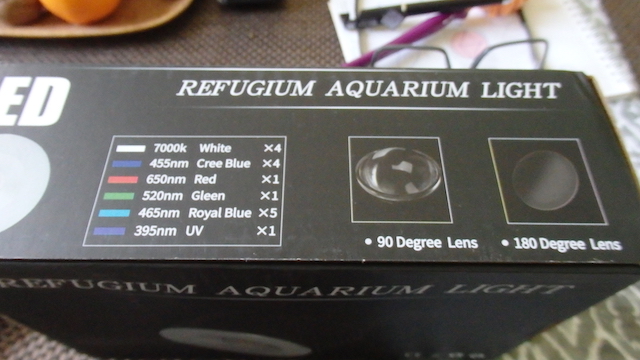 ED
REFUGIUM AQUARIUM LIGHT
7000k White ×4
455nm Cree Blue ×4
650nm Red ×1
520nm Gleen ×1
465nm Royal Blue ×5
395nm UV ×1
• 90 Degree Lens
• 180 Degree Lens
REFUGIUM AQUARIUM LIGHT